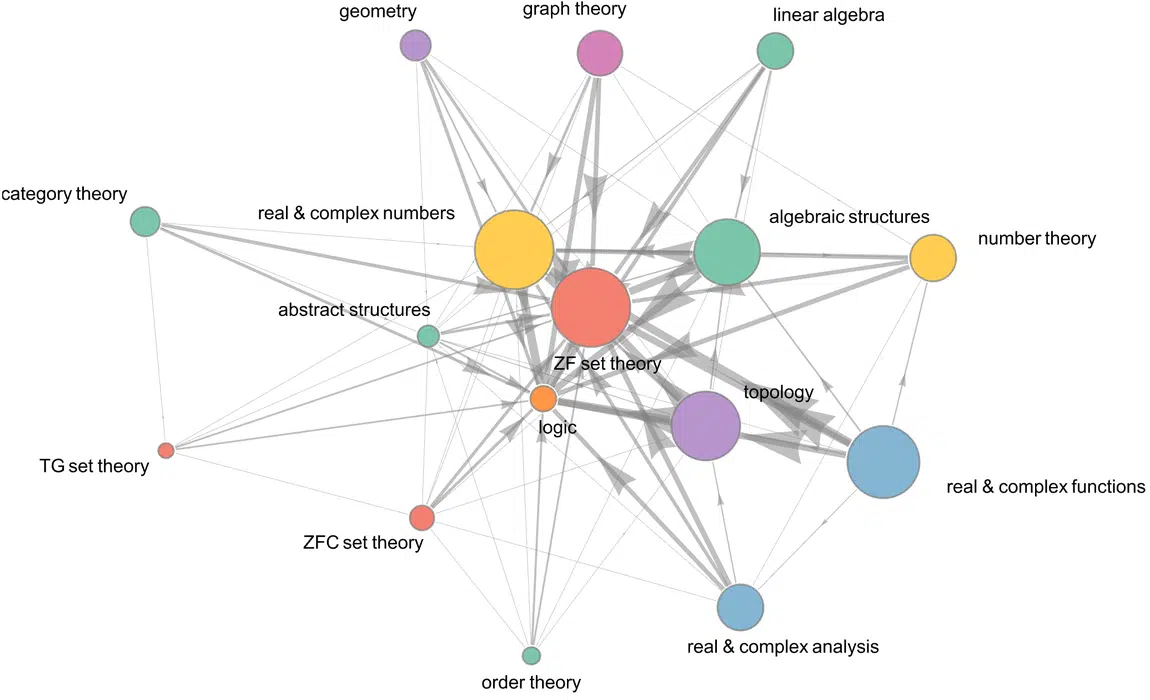 geometry
graph theory
linear algebra
category theory
real & complex numbers
algebraic structures
number theory
abstract structures
ZF set theory
topology
logic
TG set theory
real & complex functions
ZFC set theory
real & complex analysis
order theory